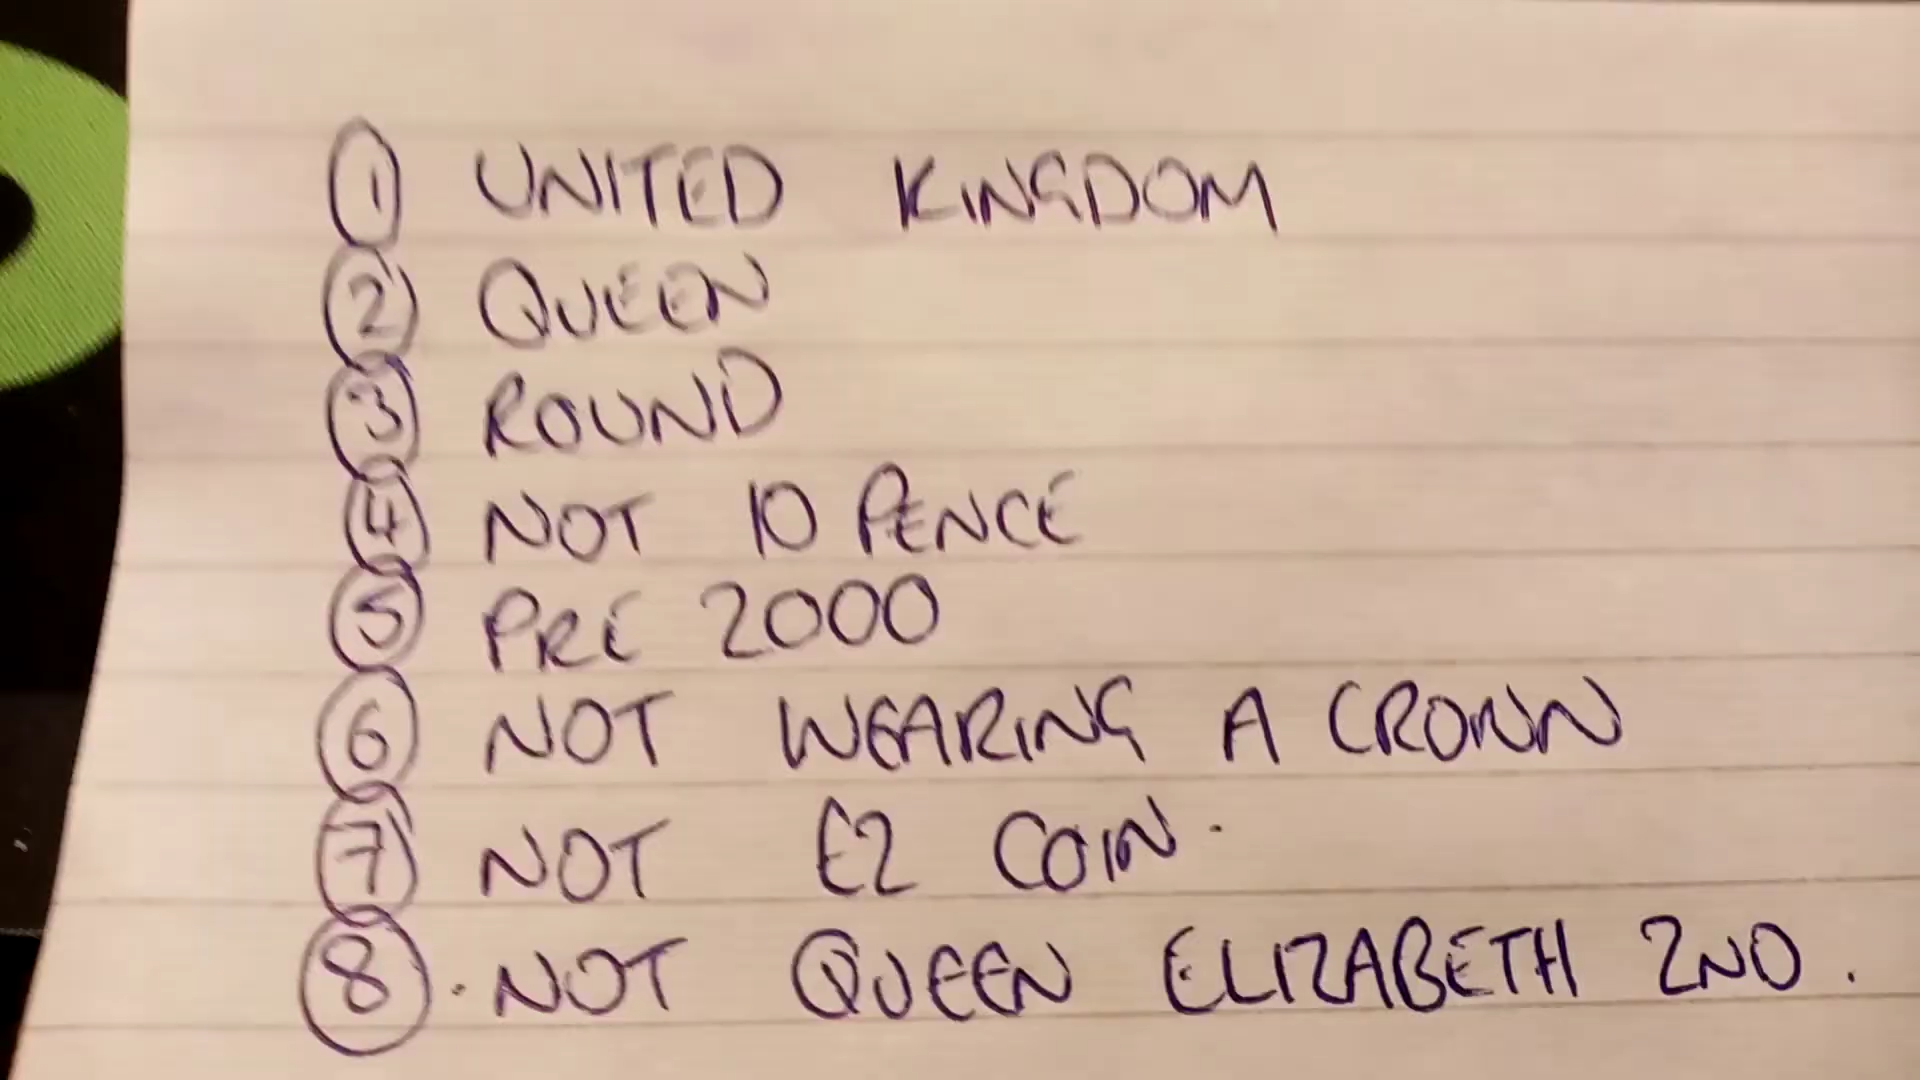 1 UNITED KINGDOM
2 QUEEN
3 ROUND
4 NOT 10 PENCE
5 PRE 2000
6 NOT WEARING A CROWN
7 NOT £2 COIN.
8. NOT QUEEN ELIZABETH 2ND.